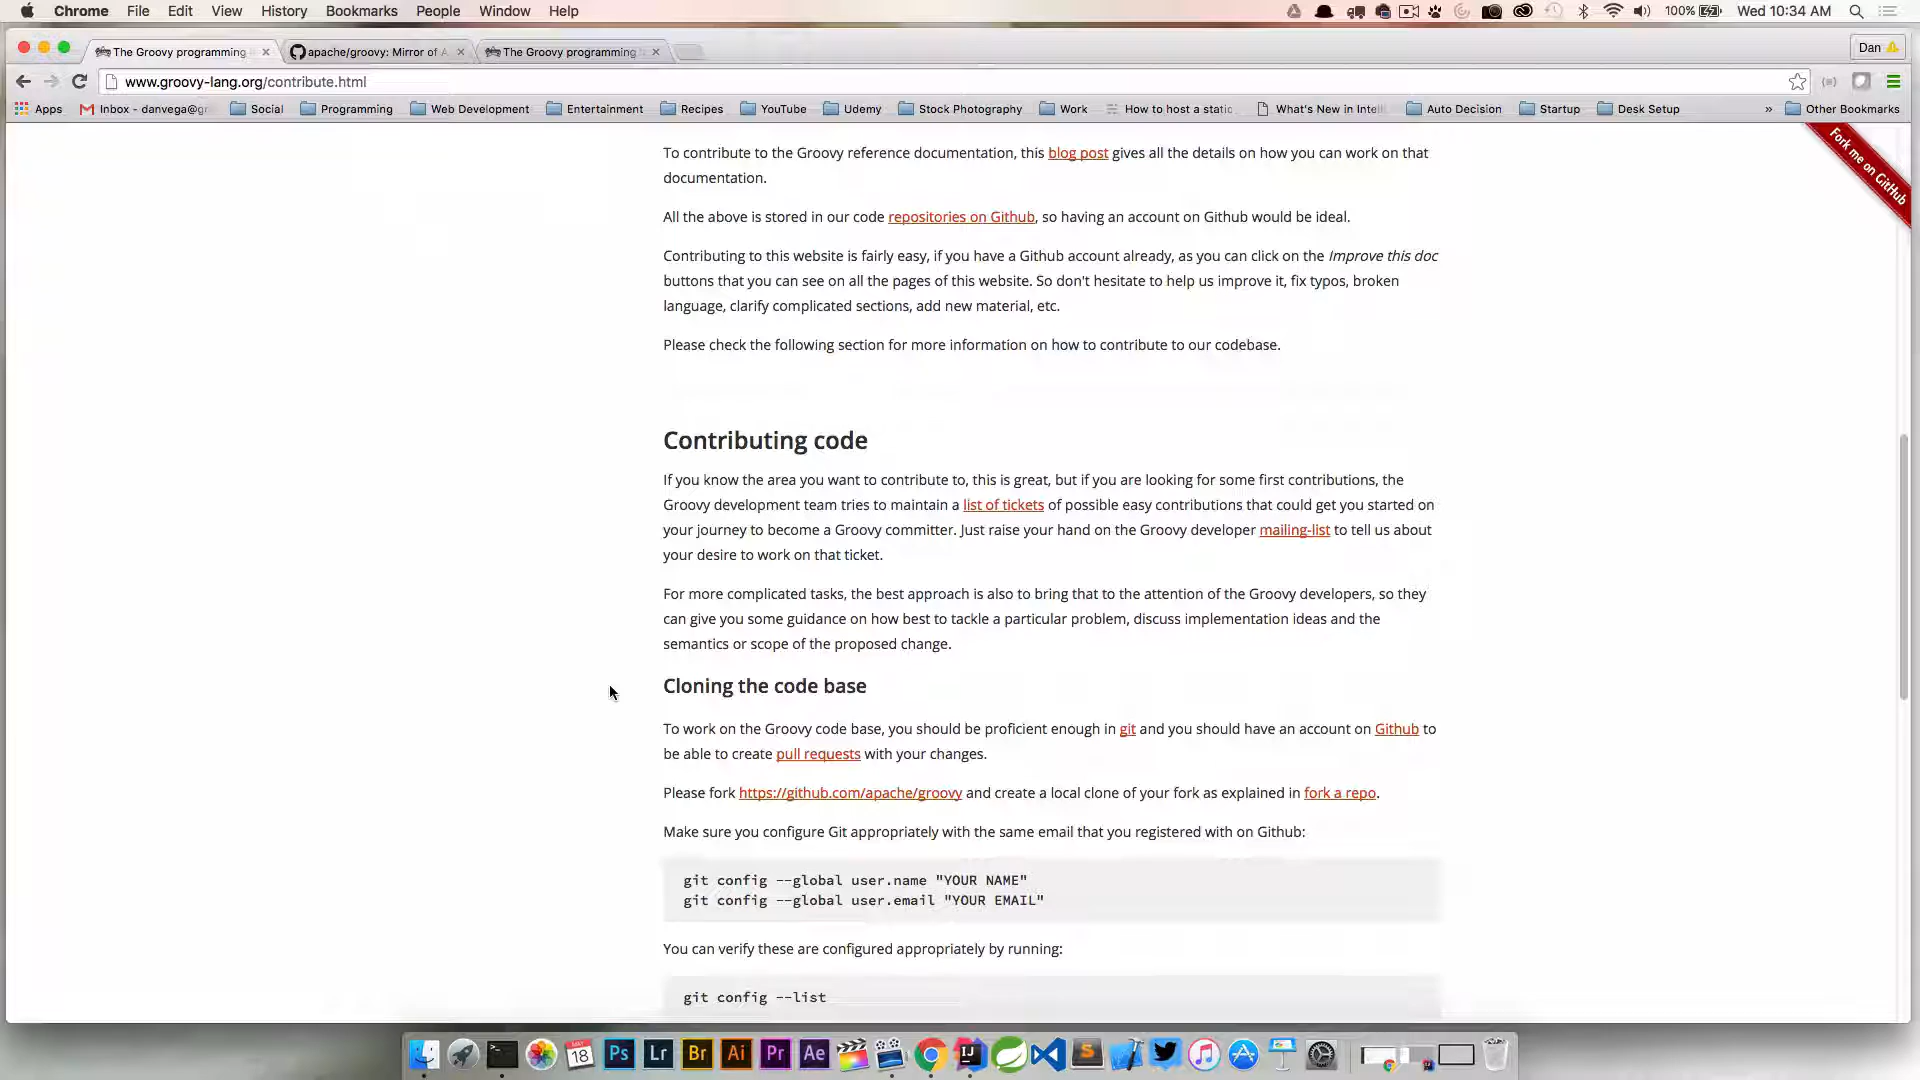 Chrome File Edit View History Bookmarks People Window Help 100% Wed 10:34 AM
The Groovy programming apache/groovy: Mirror of A The Groovy programming Dan
www.groovy-lang.org/contribute.html
Apps Inbox - danvega@gr Social Programming Web Development Entertainment Recipes YouTube Udemy Stock Photography Work How to host a static What's New in Intelli Auto Decision Startup Desk Setup » Other Bookmarks
Fork me on GitHub
To contribute to the Groovy reference documentation, this blog post gives all the details on how you can work on that
documentation.
All the above is stored in our code repositories on Github, so having an account on Github would be ideal.
Contributing to this website is fairly easy, if you have a Github account already, as you can click on the Improve this doc
buttons that you can see on all the pages of this website. So don't hesitate to help us improve it, fix typos, broken
language, clarify complicated sections, add new material, etc.
Please check the following section for more information on how to contribute to our codebase.
Contributing code
If you know the area you want to contribute to, this is great, but if you are looking for some first contributions, the
Groovy development team tries to maintain a list of tickets of possible easy contributions that could get you started on
your journey to become a Groovy committer. Just raise your hand on the Groovy developer mailing-list to tell us about
your desire to work on that ticket.
For more complicated tasks, the best approach is also to bring that to the attention of the Groovy developers, so they
can give you some guidance on how best to tackle a particular problem, discuss implementation ideas and the
semantics or scope of the proposed change.
Cloning the code base
To work on the Groovy code base, you should be proficient enough in git and you should have an account on Github to
be able to create pull requests with your changes.
Please fork https://github.com/apache/groovy and create a local clone of your fork as explained in fork a repo.
Make sure you configure Git appropriately with the same email that you registered with on Github:
git config --global user.name "YOUR NAME"
git config --global user.email "YOUR EMAIL"
You can verify these are configured appropriately by running:
git config --list
18 Ps Lr Br Ai Pr Ae IJ S